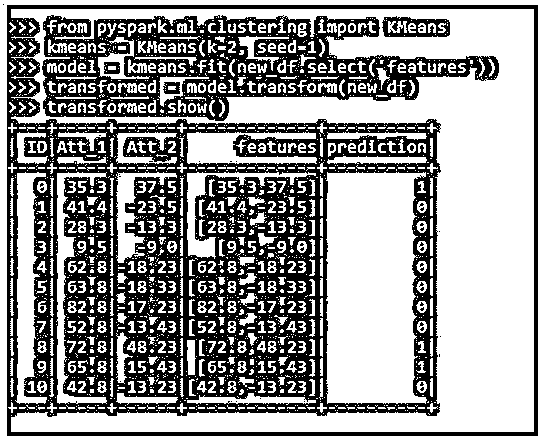 >>> from pyspark.ml.clustering import KMeans
>>> kmeans = KMeans(k=2, seed=1)
>>> model = kmeans.fit(new_df.select('features'))
>>> transformed = model.transform(new_df)
>>> transformed.show()
+---+-----+------+-------------+----------+
| ID|Att_1| Att_2|     features|prediction|
+---+-----+------+-------------+----------+
|  0| 35.3|  37.5|  [35.3,37.5]|         1|
|  1| 41.4| -23.5| [41.4,-23.5]|         0|
|  2| 28.3| -13.3| [28.3,-13.3]|         0|
|  3|  9.5|  -9.0|   [9.5,-9.0]|         0|
|  4| 62.8|-18.23|[62.8,-18.23]|         0|
|  5| 63.8|-18.33|[63.8,-18.33]|         0|
|  6| 82.8|-17.23|[82.8,-17.23]|         0|
|  7| 52.8|-13.43|[52.8,-13.43]|         0|
|  8| 72.8| 48.23| [72.8,48.23]|         1|
|  9| 65.8| 15.43| [65.8,15.43]|         1|
| 10| 42.8|-13.23|[42.8,-13.23]|         0|
+---+-----+------+-------------+----------+